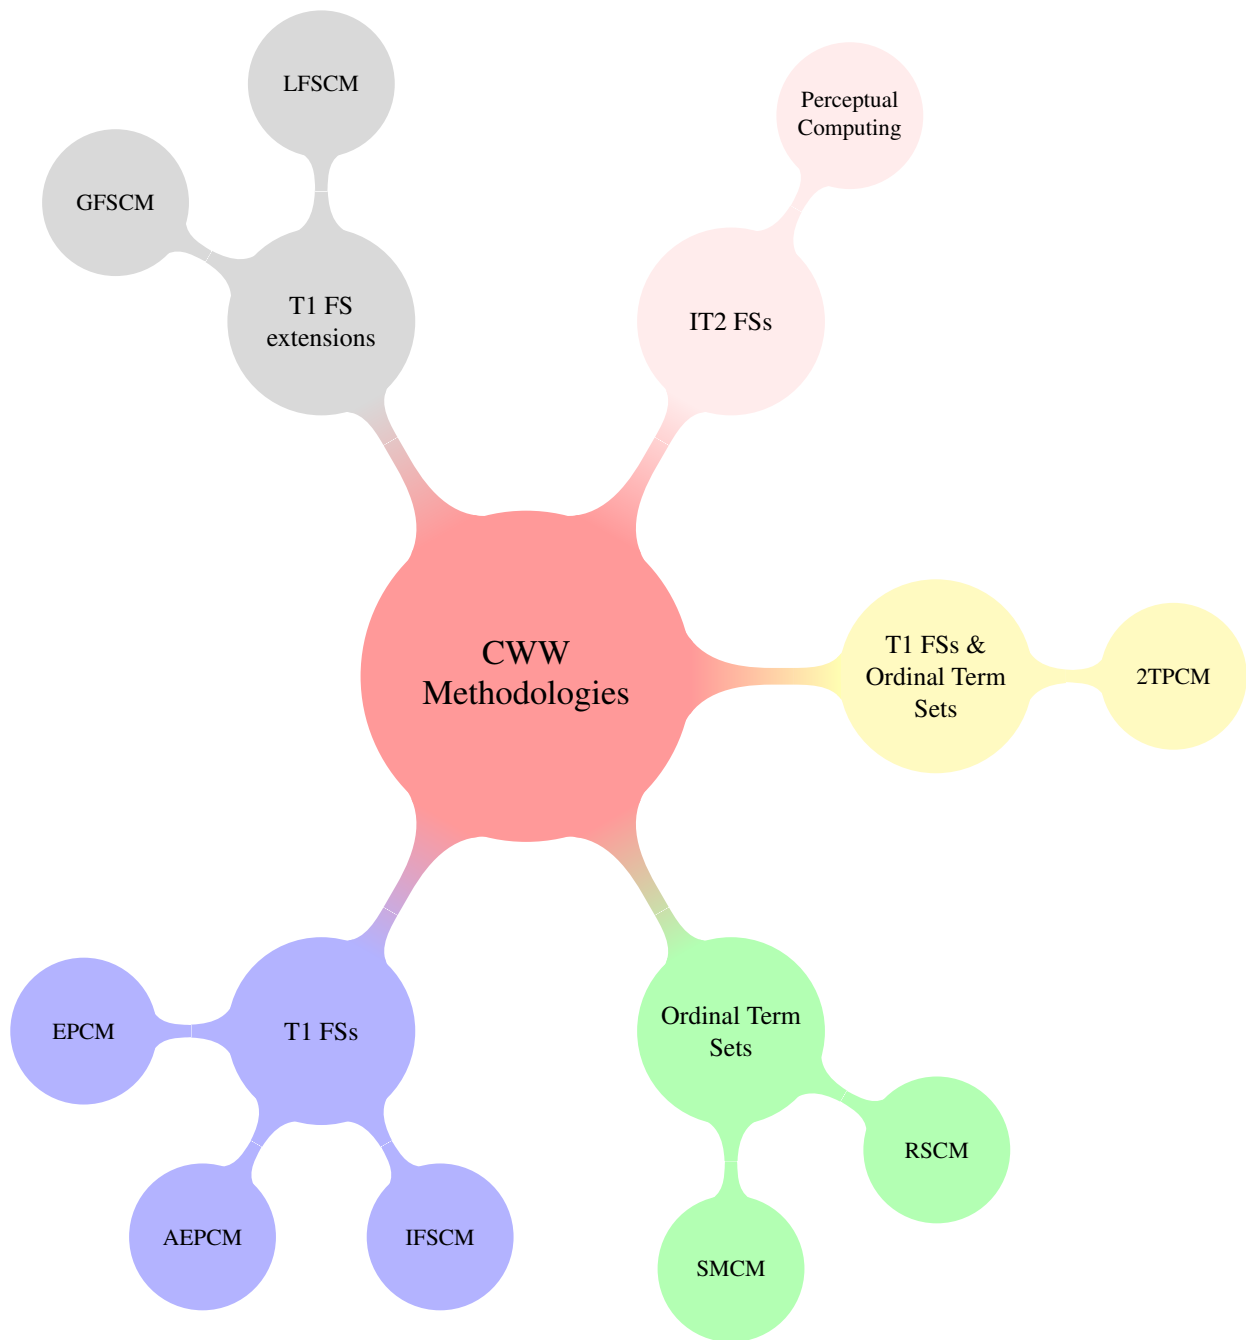 LFSCM
Perceptual
Computing
GFSCM
T1 FS
extensions
IT2 FSs
CWW
Methodologies
T1 FSs &
Ordinal Term
Sets
2TPCM
EPCM
T1 FSs
Ordinal Term
Sets
RSCM
AEPCM
IFSCM
SMCM